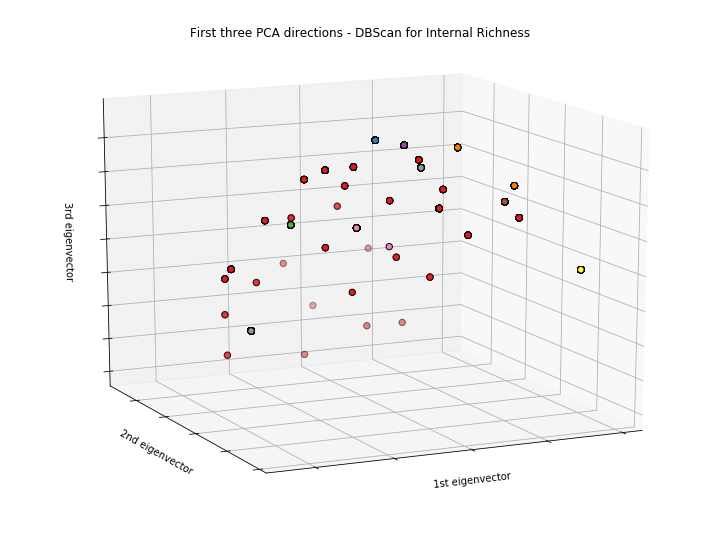 First three PCA directions - DBScan for Internal Richness
3rd eigenvector
2nd eigenvector
1st eigenvector